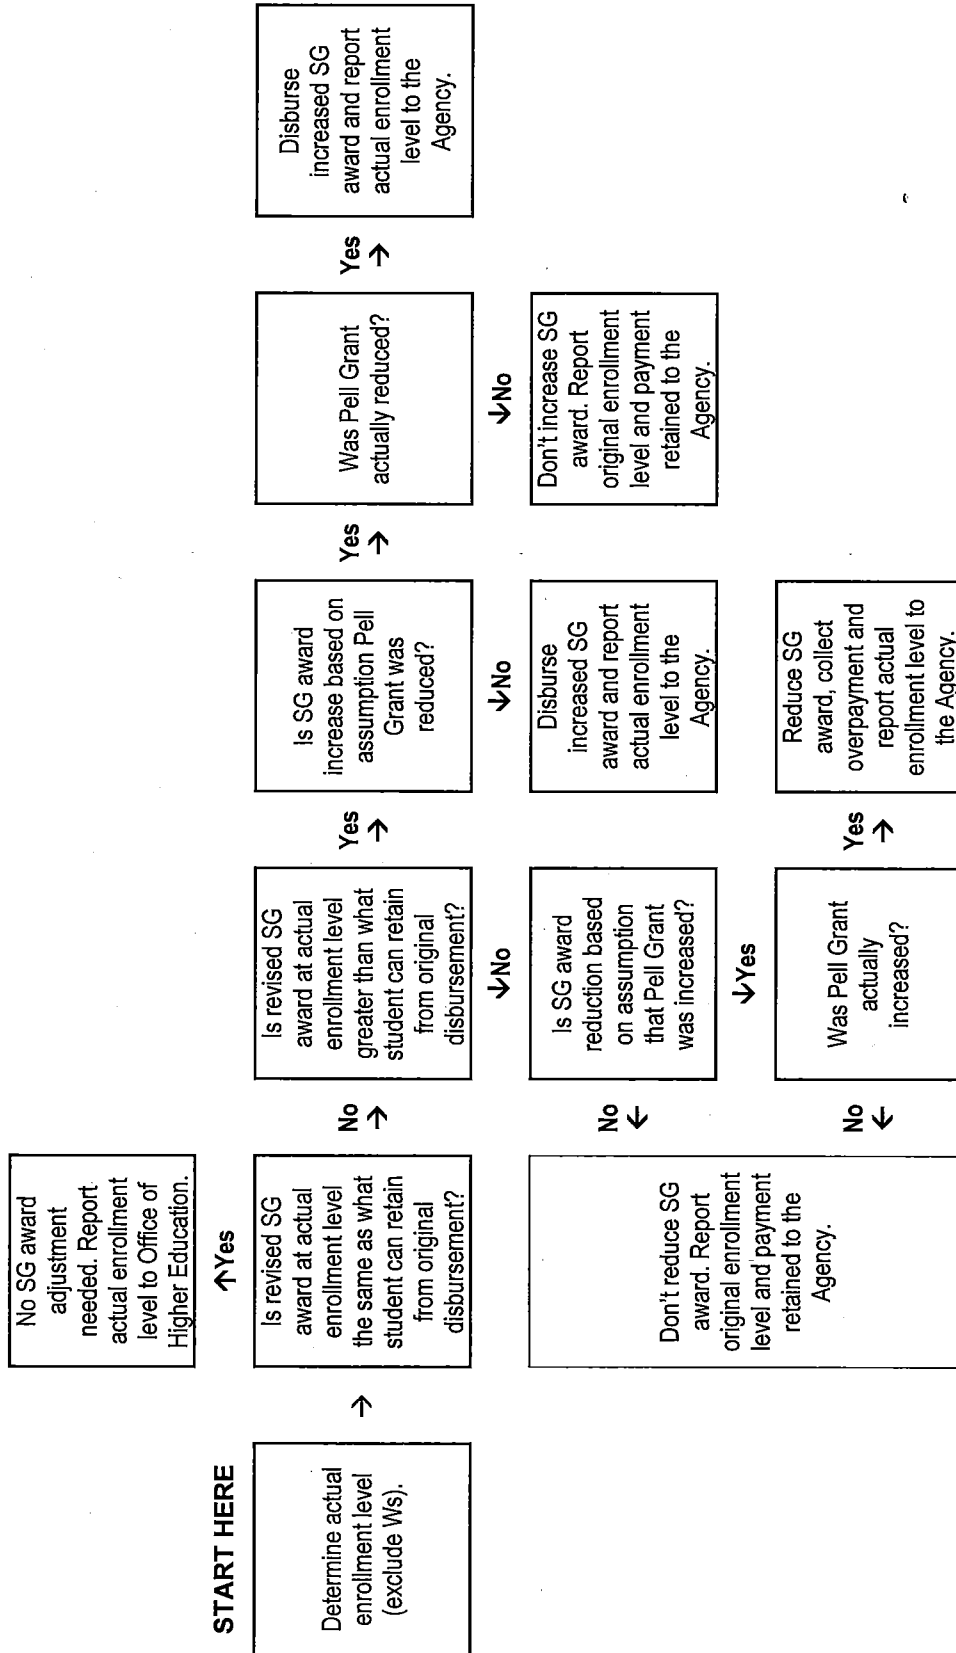 No SG award
adjustment
needed. Report
actual enrollment
level to Office of
Higher Education.
↑Yes
START HERE
Determine actual
enrollment level
(exclude Ws).
→
Is revised SG
award at actual
enrollment level
the same as what
student can retain
from original
disbursement?
No
→
Is revised SG
award at actual
enrollment level
greater than what
student can retain
from original
disbursement?
Yes
→
Is SG award
increase based on
assumption Pell
Grant was
reduced?
Yes
→
Was Pell Grant
actually reduced?
Yes
→
Disburse
increased SG
award and report
actual enrollment
level to the
Agency.
↓No
↓No
↓No
Don't reduce SG
award. Report
original enrollment
level and payment
retained to the
Agency.
No
←
Is SG award
reduction based
on assumption
that Pell Grant
was increased?
Disburse
increased SG
award and report
actual enrollment
level to the
Agency.
Don't increase SG
award. Report
original enrollment
level and payment
retained to the
Agency.
↓Yes
No
←
Was Pell Grant
actually
increased?
Yes
→
Reduce SG
award, collect
overpayment and
report actual
enrollment level to
the Agency.